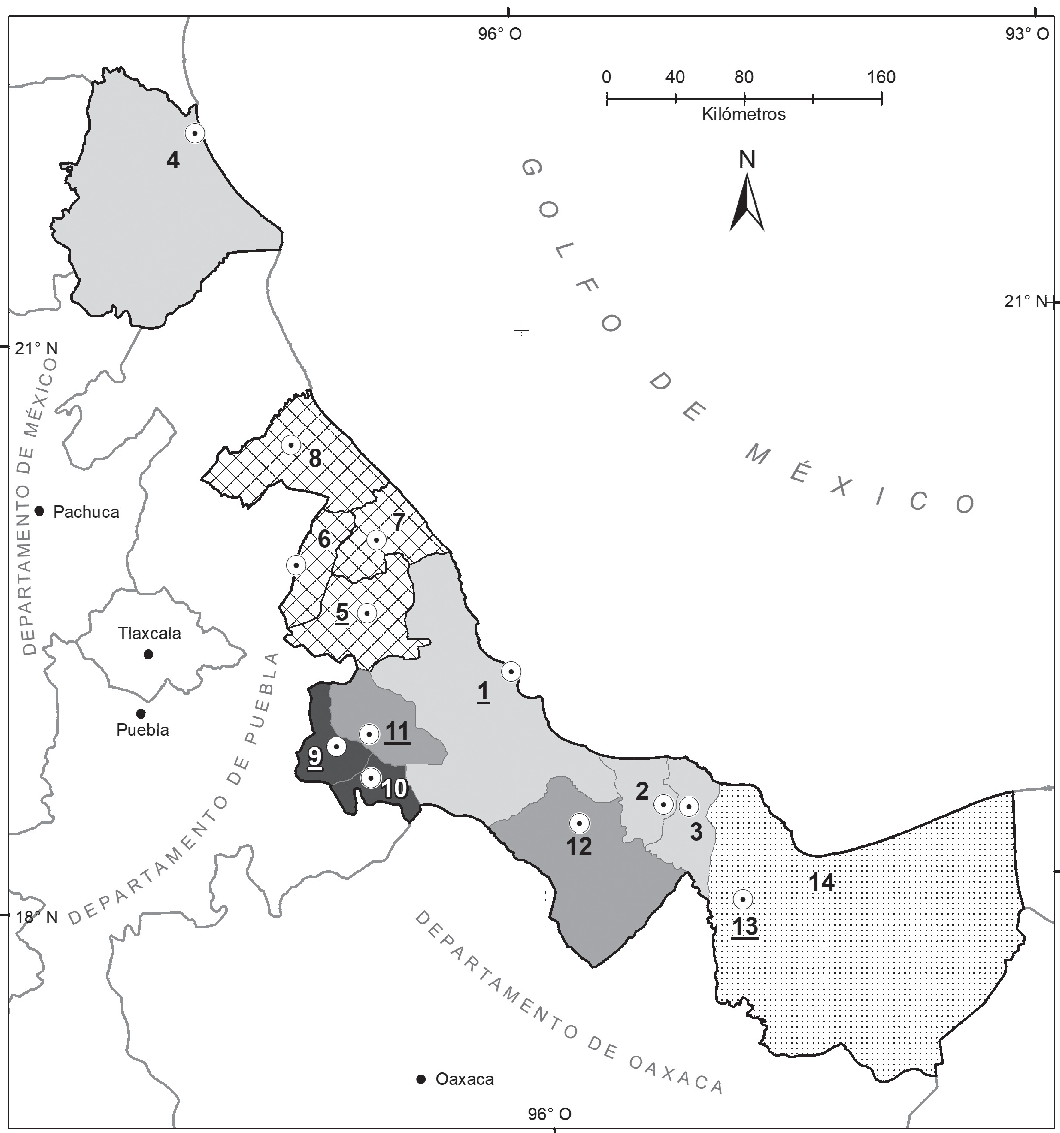 96° O
93° O
0 40 80 160
Kilómetros
N
4
GOLFO DE MÉXICO
21° N
21° N
DEPARTAMENTO DE MÉXICO
8
Pachuca
7
6
5
Tlaxcala
1
Puebla
DEPARTAMENTO DE PUEBLA
11
9
10
2
3
12
14
13
18° N
DEPARTAMENTO DE OAXACA
Oaxaca
96° O